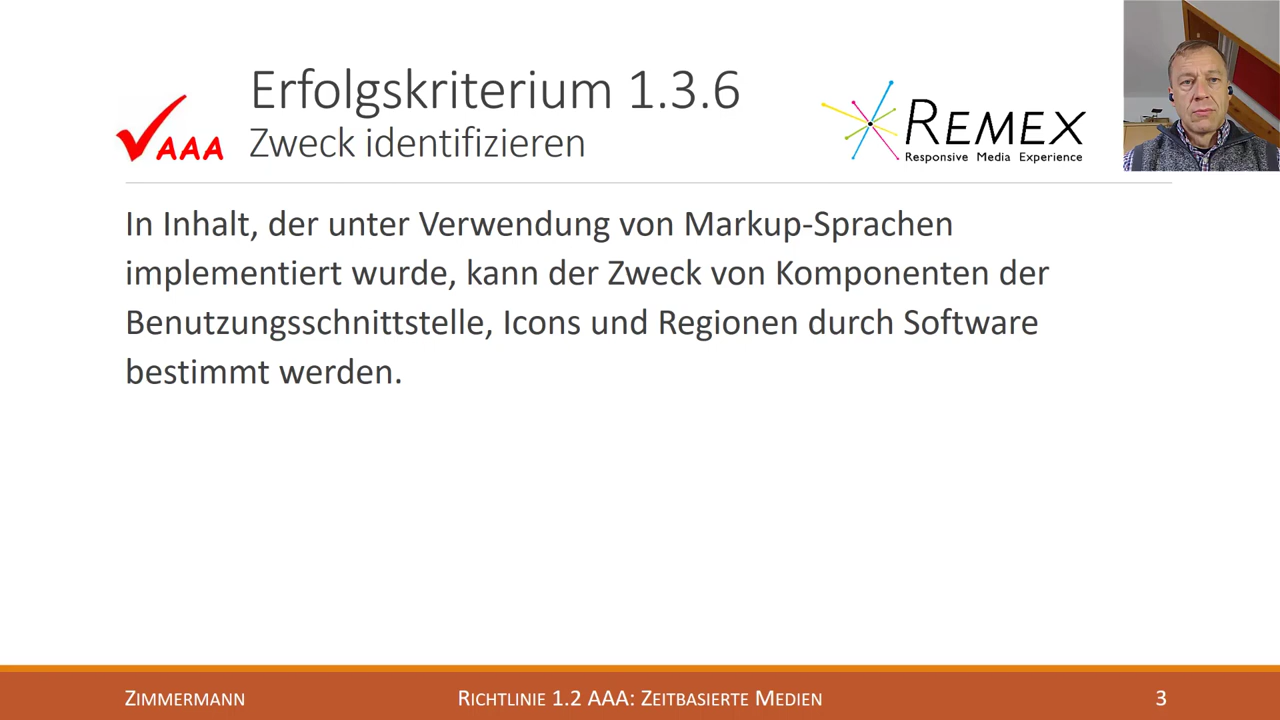 Erfolgskriterium 1.3.6
AAA
Zweck identifizieren
REMEX
Responsive Media Experience
In Inhalt, der unter Verwendung von Markup-Sprachen
implementiert wurde, kann der Zweck von Komponenten der
Benutzungsschnittstelle, Icons und Regionen durch Software
bestimmt werden.
ZIMMERMANN
RICHTLINIE 1.2 AAA: ZEITBASIERTE MEDIEN
3